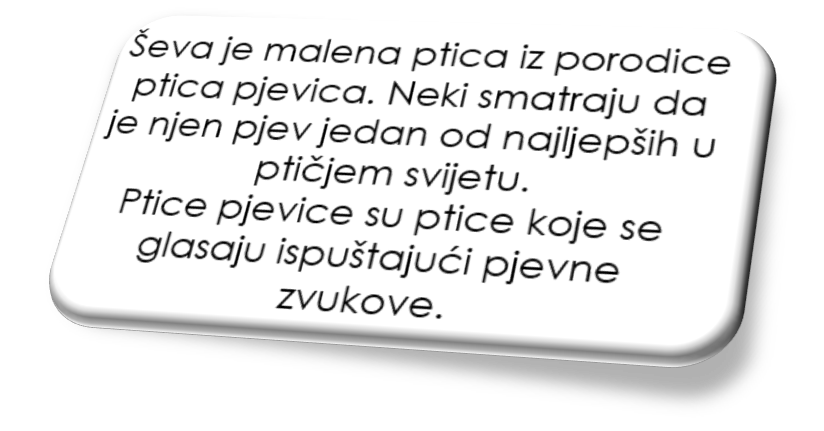 Ševa je malena ptica iz porodice
ptica pjevica. Neki smatraju da
je njen pjev jedan od najljepših u
ptičjem svijetu.
Ptice pjevice su ptice koje se
glasaju ispuštajući pjevne
zvukove.